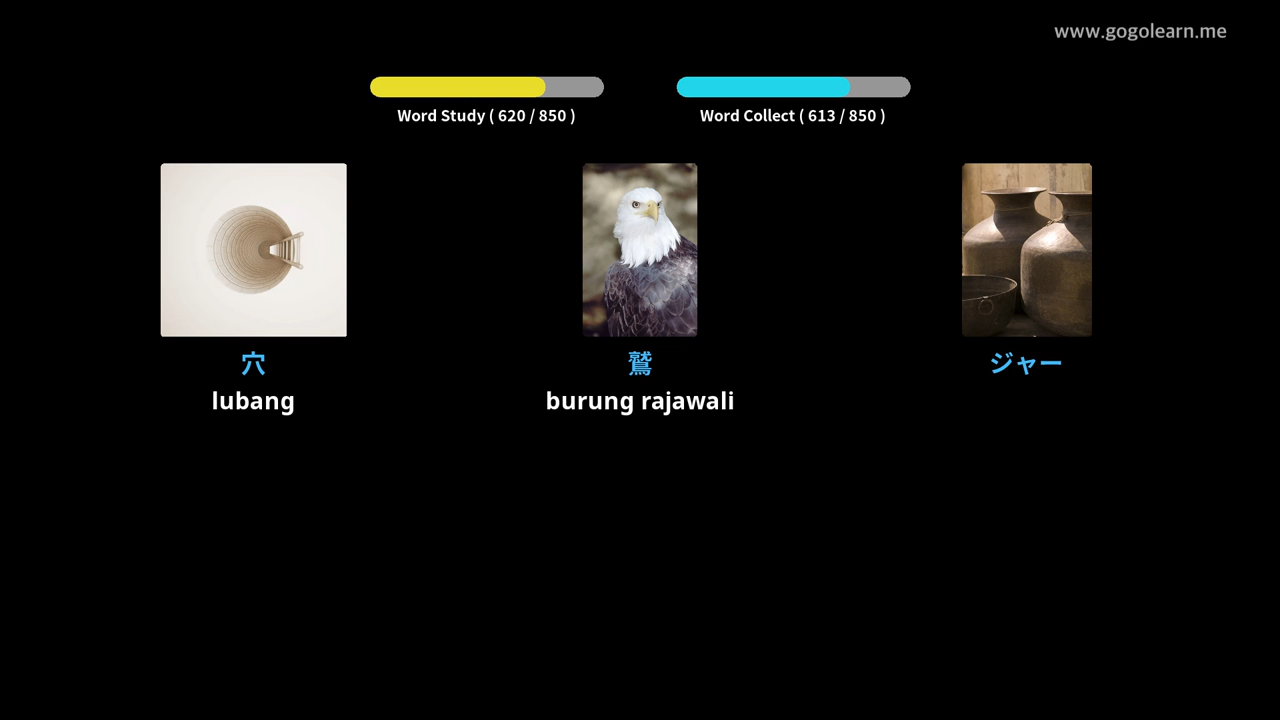 www.gogolearn.me
Word Study ( 620 / 850 )
Word Collect ( 613 / 850 )
穴
lubang
鷲
burung rajawali
ジャー